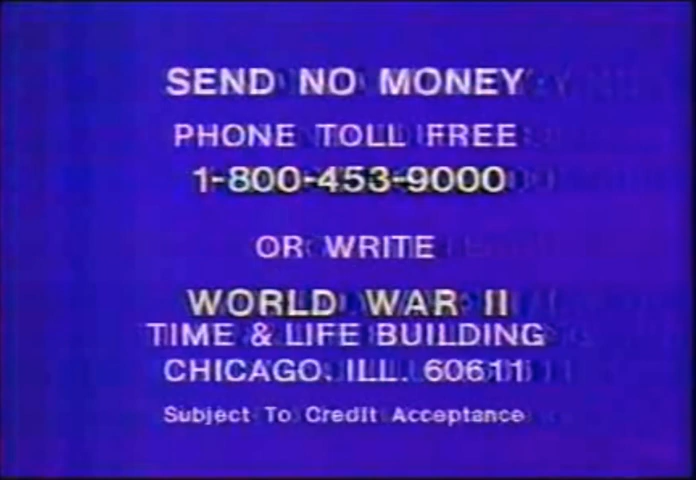 SEND NO MONEY
PHONE TOLL FREE
1-800-453-9000
OR WRITE
WORLD WAR II
TIME & LIFE BUILDING
CHICAGO, ILL. 60611
Subject To Credit Acceptance